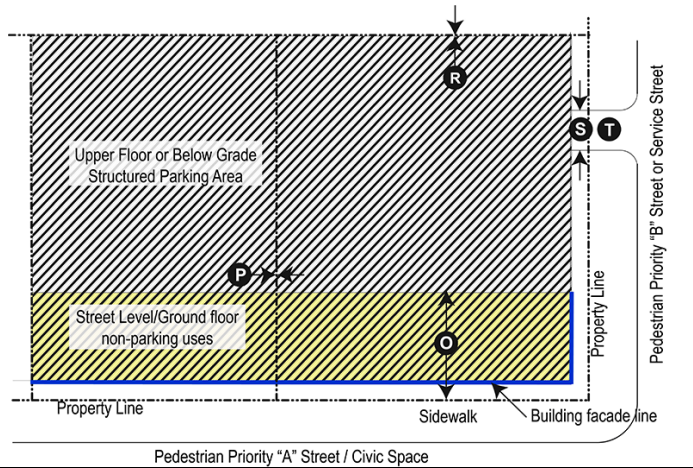 R
S T
Upper Floor or Below Grade
Structured Parking Area
P
Street Level/Ground floor
non-parking uses
O
Property Line
Pedestrian Priority “B” Street or Service Street
Property Line
Sidewalk
Building facade line
Pedestrian Priority “A” Street / Civic Space